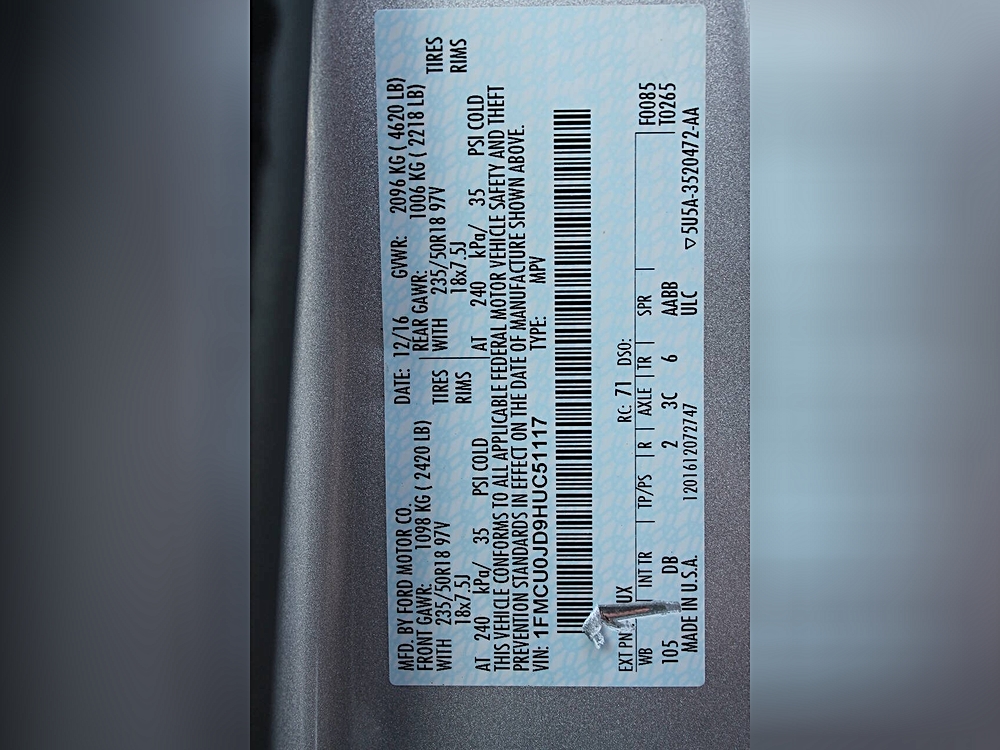 MFD. BY FORD MOTOR CO.
DATE: 12/16 GVWR: 2096 KG ( 4620 LB)
FRONT GAWR: 1098 KG ( 2420 LB) REAR GAWR: 1006 KG ( 2218 LB)
WITH 235/50R18 97V TIRES WITH 235/50R18 97V TIRES
18x7.5J RIMS 18x7.5J RIMS
AT 240 kPa/ 35 PSI COLD AT 240 kPa/ 35 PSI COLD
THIS VEHICLE CONFORMS TO ALL APPLICABLE FEDERAL MOTOR VEHICLE SAFETY AND THEFT
PREVENTION STANDARDS IN EFFECT ON THE DATE OF MANUFACTURE SHOWN ABOVE.
VIN: 1FMCU0JD9HUC51117 TYPE: MPV
EXT PNT: UX RC: 71 DSO:
WB INT TR TP/PS R AXLE TR SPR F0085
105 DB 2 3C 6 AABB T0265
MADE IN U.S.A. 1201612072747 ULC ▽5U5A-3520472-AA